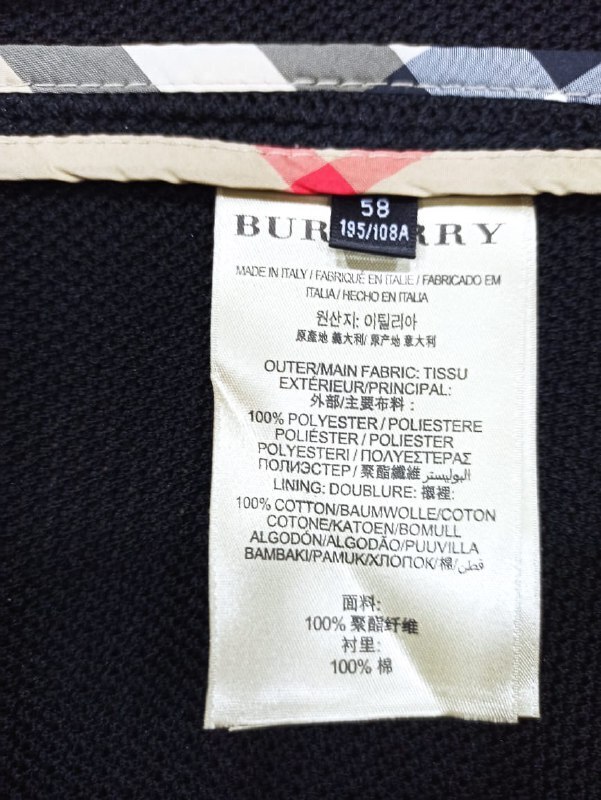 58
195/108A
BUR RRY
MADE IN ITALY / FABRIQUÉ EN ITALIE / FABRICADO EM
ITALIA / HECHO EN ITALIA
원산지: 이틸리아
原產地 義大利/ 原产地 意大利
OUTER/MAIN FABRIC: TISSU
EXTÉRIEUR/PRINCIPAL:
外部/主要布料 :
100% POLYESTER / POLIESTERE
POLIÉSTER / POLIESTER
POLYESTERI / ΠΟΛΥΕΣΤΕΡΑΣ
ПОЛИЭСТЕР / 聚酯纖維 البوليستر
LINING: DOUBLURE: 襯裡:
100% COTTON/BAUMWOLLE/COTON
COTONE/KATOEN/BOMULL
ALGODÓN/ALGODÃO/PUUVILLA
BAMBAKI/PAMUK/ХЛОПОК/棉/قطن
面料:
100% 聚酯纤维
衬里:
100% 棉